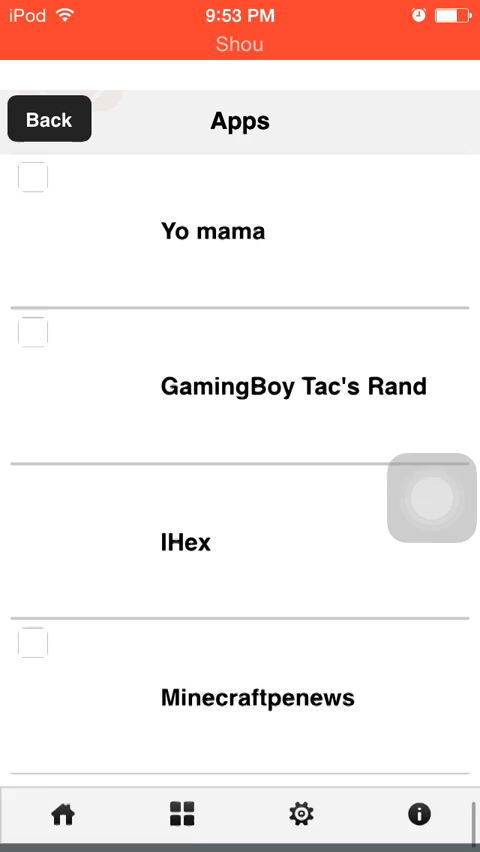 iPod 9:53 PM
Shou
Back Apps
Yo mama
GamingBoy Tac's Rand
IHex
Minecraftpenews